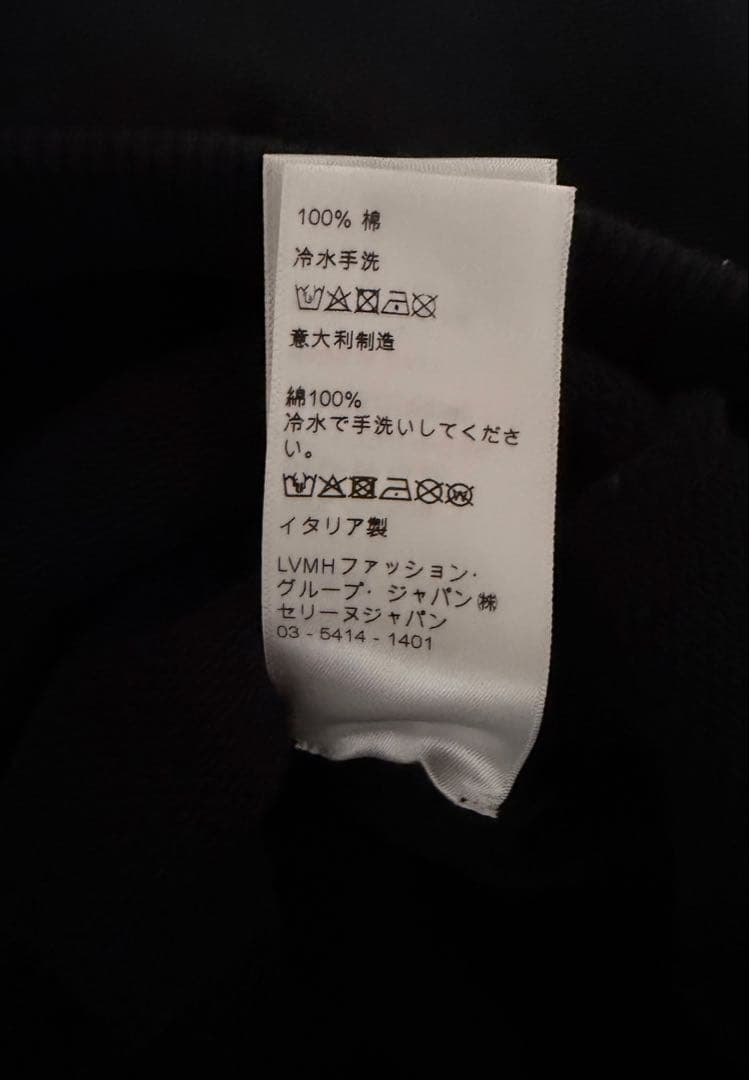 100% 棉
冷水手洗
意大利制造
綿100%
冷水で手洗いしてくださ
い。
イタリア製
LVMHファッション･
グループ･ジャパン㈱
セリーヌジャパン
03 - 5414 - 1401